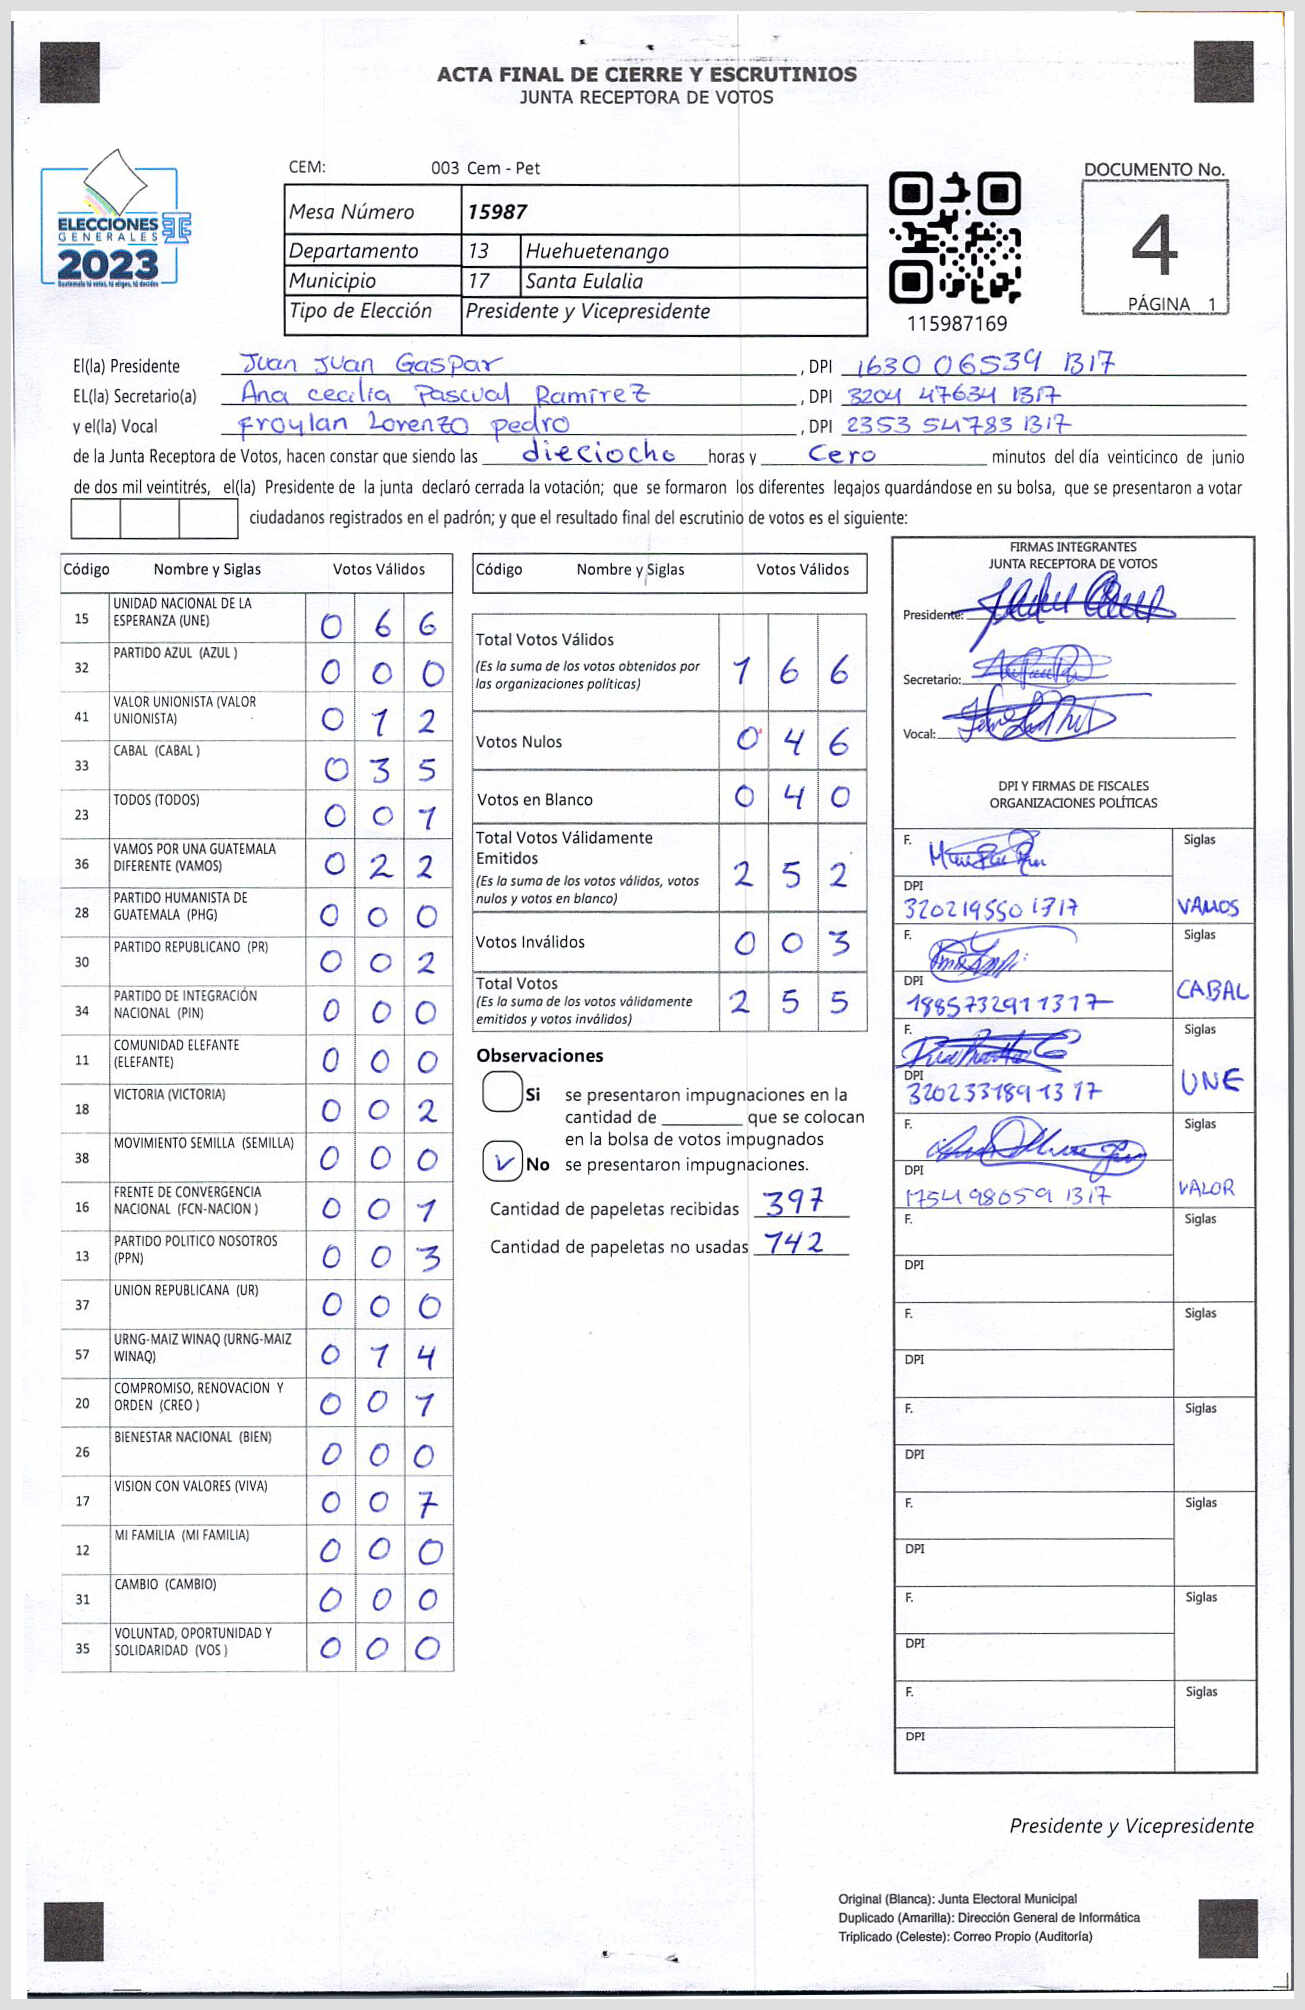 ACTA FINAL DE CIERRE Y ESCRUTINIOS
JUNTA RECEPTORA DE VOTOS
ELECCIONES
GENERALES
2023
Guatemala tú votas, tú eliges, tú decides
CEM: 003 Cem - Pet
Mesa Número 15987
Departamento 13 Huehuetenango
Municipio 17 Santa Eulalia
Tipo de Elección Presidente y Vicepresidente
115987169
DOCUMENTO No.
4
PÁGINA 1
El(la) Presidente Juan Juan Gaspar , DPI 1630 06539 1317
EL(la) Secretario(a) Ana cecilia Pascual Ramírez , DPI 3204 47634 1317
y el(la) Vocal Froylan Lorenzo Pedro , DPI 2353 54783 1317
de la Junta Receptora de Votos, hacen constar que siendo las dieciocho horas y Cero minutos del día veinticinco de junio
de dos mil veintitrés, el(la) Presidente de la junta declaró cerrada la votación; que se formaron los diferentes legajos guardándose en su bolsa, que se presentaron a votar
ciudadanos registrados en el padrón; y que el resultado final del escrutinio de votos es el siguiente:
Código Nombre y Siglas Votos Válidos
15 UNIDAD NACIONAL DE LA ESPERANZA (UNE) 0 6 6
32 PARTIDO AZUL (AZUL ) 0 0 0
41 VALOR UNIONISTA (VALOR UNIONISTA) 0 1 2
33 CABAL (CABAL ) 0 3 5
23 TODOS (TODOS) 0 0 1
36 VAMOS POR UNA GUATEMALA DIFERENTE (VAMOS) 0 2 2
28 PARTIDO HUMANISTA DE GUATEMALA (PHG) 0 0 0
30 PARTIDO REPUBLICANO (PR) 0 0 2
34 PARTIDO DE INTEGRACIÓN NACIONAL (PIN) 0 0 0
11 COMUNIDAD ELEFANTE (ELEFANTE) 0 0 0
18 VICTORIA (VICTORIA) 0 0 2
38 MOVIMIENTO SEMILLA (SEMILLA) 0 0 0
16 FRENTE DE CONVERGENCIA NACIONAL (FCN-NACION ) 0 0 1
13 PARTIDO POLITICO NOSOTROS (PPN) 0 0 3
37 UNION REPUBLICANA (UR) 0 0 0
57 URNG-MAIZ WINAQ (URNG-MAIZ WINAQ) 0 1 4
20 COMPROMISO, RENOVACION Y ORDEN (CREO ) 0 0 1
26 BIENESTAR NACIONAL (BIEN) 0 0 0
17 VISION CON VALORES (VIVA) 0 0 7
12 MI FAMILIA (MI FAMILIA) 0 0 0
31 CAMBIO (CAMBIO) 0 0 0
35 VOLUNTAD, OPORTUNIDAD Y SOLIDARIDAD (VOS ) 0 0 0
Código Nombre y Siglas Votos Válidos
Total Votos Válidos 1 6 6
(Es la suma de los votos obtenidos por
las organizaciones políticas)
Votos Nulos 0 4 6
Votos en Blanco 0 4 0
Total Votos Válidamente
Emitidos 2 5 2
(Es la suma de los votos válidos, votos
nulos y votos en blanco)
Votos Inválidos 0 0 3
Total Votos 2 5 5
(Es la suma de los votos válidamente
emitidos y votos inválidos)
Observaciones
Si se presentaron impugnaciones en la
cantidad de ________ que se colocan
en la bolsa de votos impugnados
No se presentaron impugnaciones.
Cantidad de papeletas recibidas 397
Cantidad de papeletas no usadas 142
FIRMAS INTEGRANTES
JUNTA RECEPTORA DE VOTOS
Presidente:
Secretario:
Vocal:
DPI Y FIRMAS DE FISCALES
ORGANIZACIONES POLÍTICAS
F. Siglas
DPI
320219550 1317 VAMOS
F. Siglas
DPI
1885732911317 CABAL
F. Siglas
DPI
3202331891317 UNE
F. Siglas
DPI
1754 98059 1317 VALOR
F. Siglas
DPI
F. Siglas
DPI
F. Siglas
DPI
F. Siglas
DPI
F. Siglas
DPI
F. Siglas
DPI
Presidente y Vicepresidente
Original (Blanca): Junta Electoral Municipal
Duplicado (Amarilla): Dirección General de Informática
Triplicado (Celeste): Correo Propio (Auditoría)